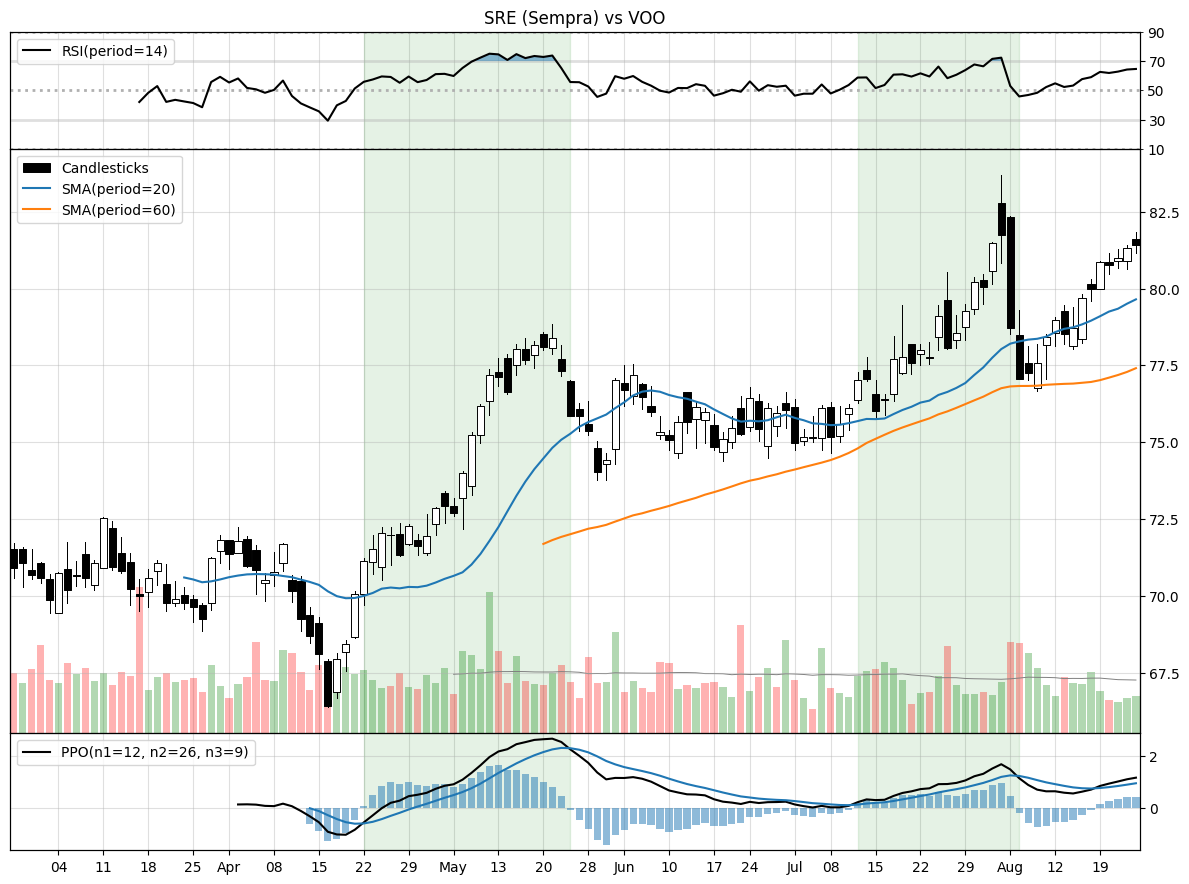 SRE (Sempra) vs VOO
RSI(period=14)
90
70
50
30
10
Candlesticks
SMA(period=20)
SMA(period=60)
82.5
80.0
77.5
75.0
72.5
70.0
67.5
PPO(n1=12, n2=26, n3=9)
2
0
04 11 18 25 Apr 08 15 22 29 May 13 20 28 Jun 10 17 24 Jul 08 15 22 29 Aug 12 19